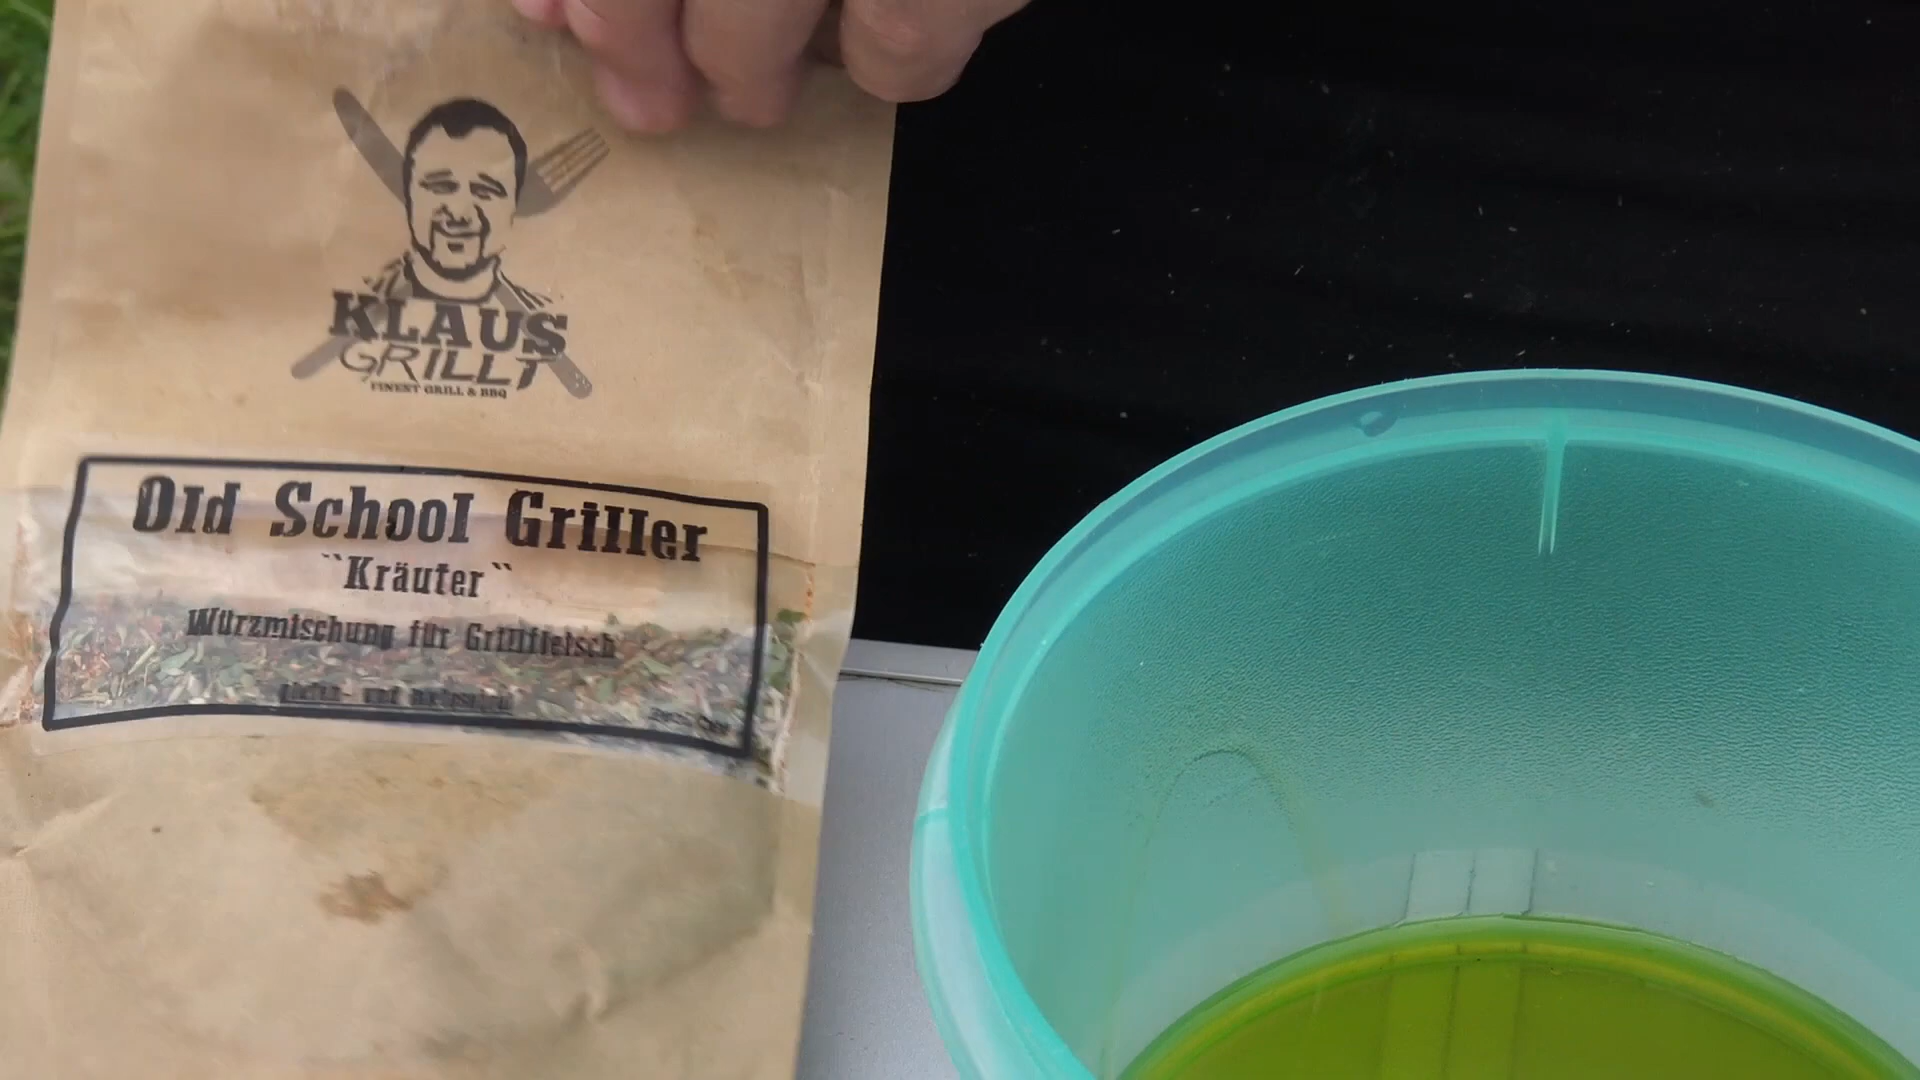 KLAUS
GRILLT
FINEST GRILL & BBQ
Old School Griller
``Kräuter``
Würzmischung für Grillfleisch